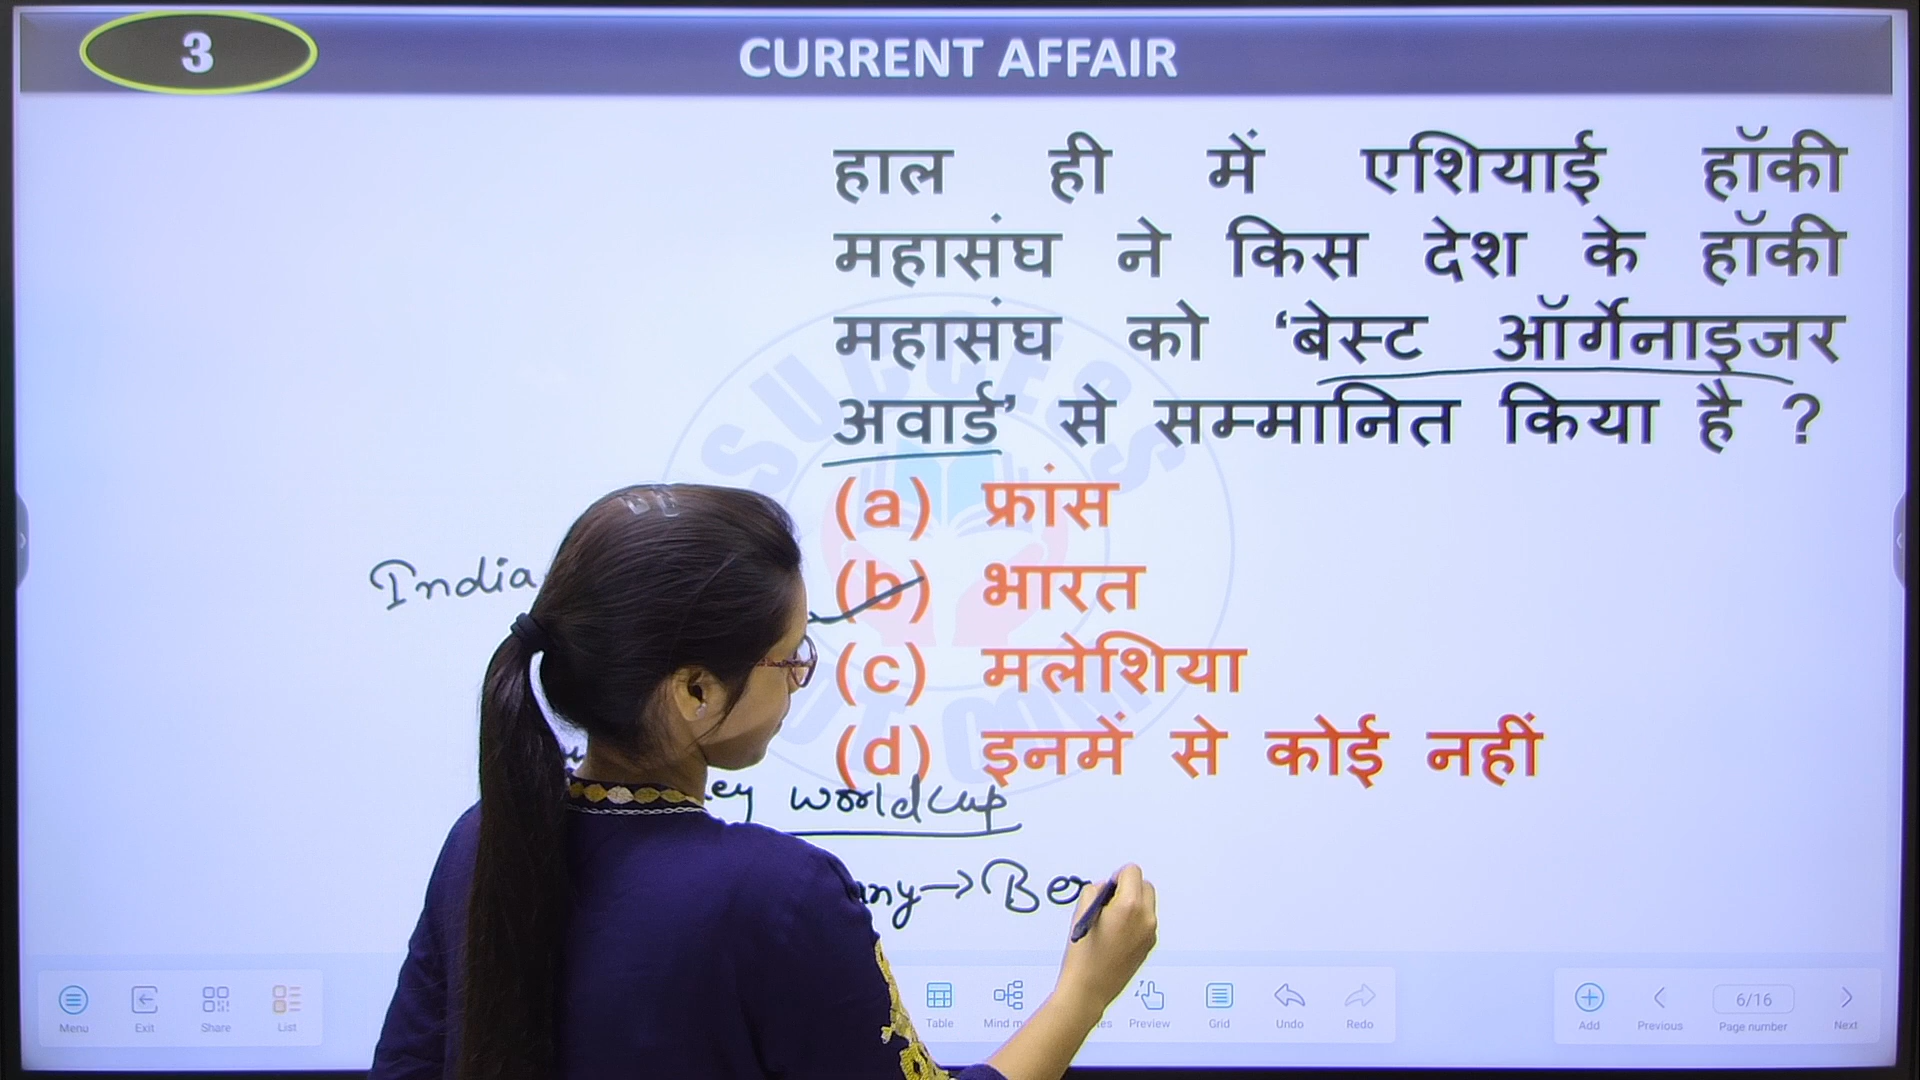 3
CURRENT AFFAIR
हाल ही में एशियाई हॉकी
महासंघ ने किस देश के हॉकी
महासंघ को ‘बेस्ट ऑर्गेनाइजर
अवार्ड’ से सम्मानित किया है ?
(a) फ्रांस
(b) भारत
(c) मलेशिया
(d) इनमें से कोई नहीं
India
worldcup
SUCCESS
Menu
Exit
Share
List
Table
Preview
Grid
Undo
Redo
Add
Previous
6/16
Page number
Next